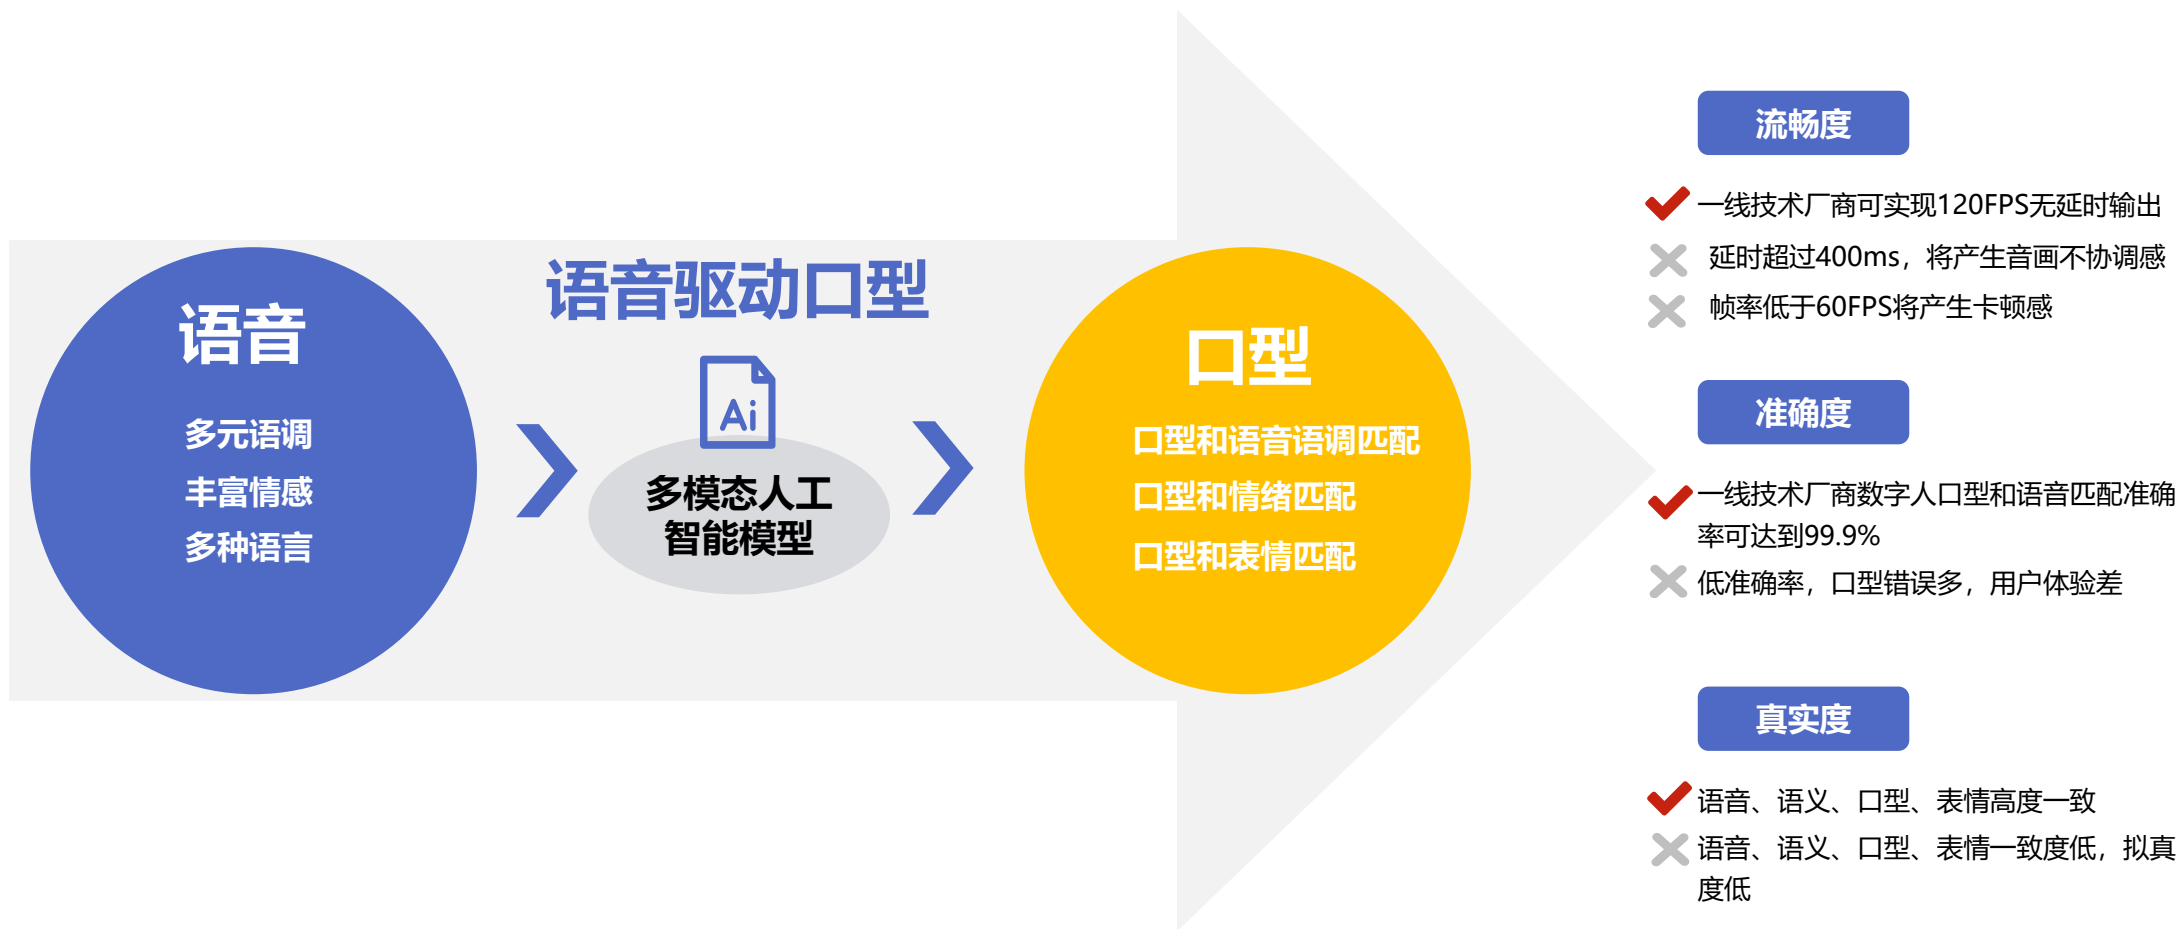 语音
多元语调
丰富情感
多种语言
语音驱动口型
Ai
多模态人工
智能模型
口型
口型和语音语调匹配
口型和情绪匹配
口型和表情匹配
流畅度
一线技术厂商可实现120FPS无延时输出
延时超过400ms，将产生音画不协调感
帧率低于60FPS将产生卡顿感
准确度
一线技术厂商数字人口型和语音匹配准确
率可达到99.9%
低准确率，口型错误多，用户体验差
真实度
语音、语义、口型、表情高度一致
语音、语义、口型、表情一致度低，拟真
度低